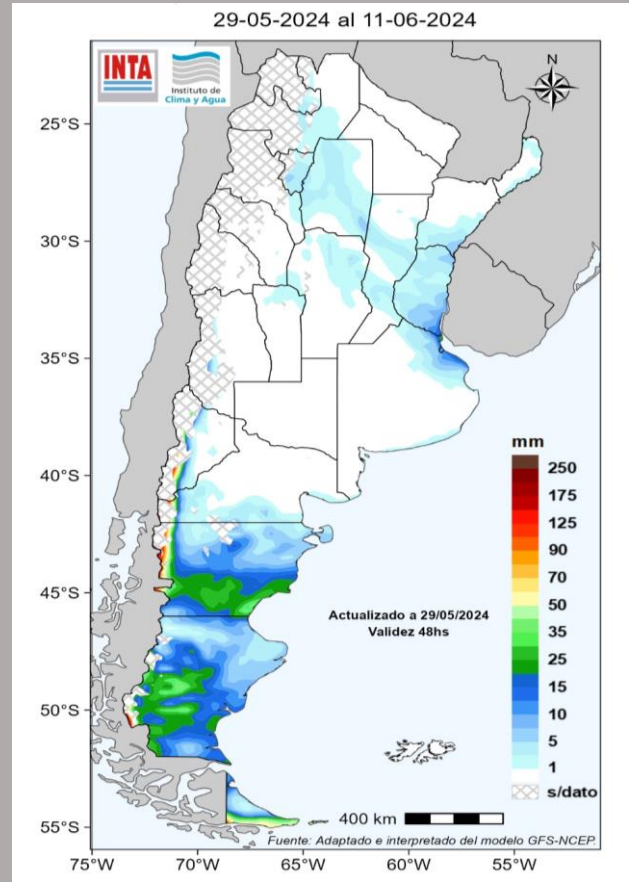 29-05-2024 al 11-06-2024
INTA
Instituto de
Clima y Agua
N
25°S
30°S
35°S
40°S
45°S
50°S
55°S
mm
250
175
125
90
70
50
35
25
15
10
5
1
s/dato
Actualizado a 29/05/2024
Validez 48hs
400 km
Fuente: Adaptado e interpretado del modelo GFS-NCEP.
75°W
70°W
65°W
60°W
55°W